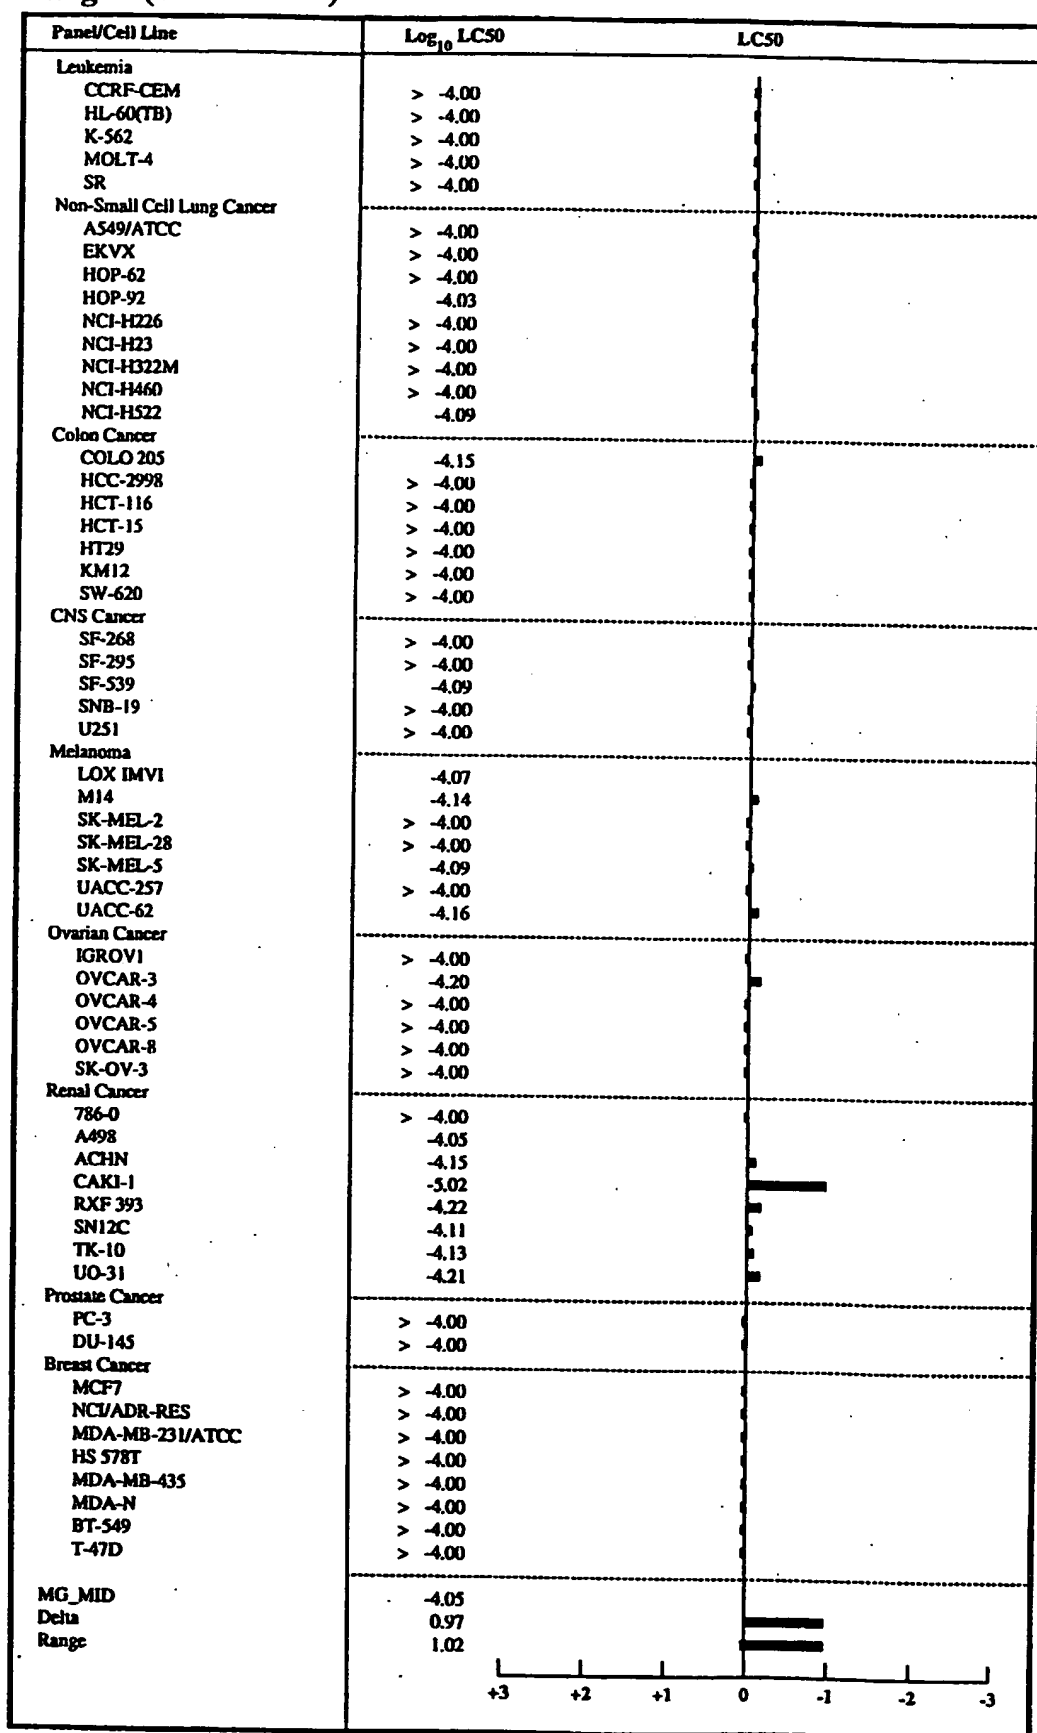 Panel/Cell Line Log10 LC50 LC50
Leukemia
CCRF-CEM > -4.00
HL-60(TB) > -4.00
K-562 > -4.00
MOLT-4 > -4.00
SR > -4.00
Non-Small Cell Lung Cancer
A549/ATCC > -4.00
EKVX > -4.00
HOP-62 > -4.00
HOP-92 -4.03
NCI-H226 > -4.00
NCI-H23 > -4.00
NCI-H322M > -4.00
NCI-H460 > -4.00
NCI-H522 -4.09
Colon Cancer
COLO 205 -4.15
HCC-2998 > -4.00
HCT-116 > -4.00
HCT-15 > -4.00
HT29 > -4.00
KM12 > -4.00
SW-620 > -4.00
CNS Cancer
SF-268 > -4.00
SF-295 > -4.00
SF-539 -4.09
SNB-19 > -4.00
U251 > -4.00
Melanoma
LOX IMVI -4.07
M14 -4.14
SK-MEL-2 > -4.00
SK-MEL-28 > -4.00
SK-MEL-5 -4.09
UACC-257 > -4.00
UACC-62 -4.16
Ovarian Cancer
IGROV1 > -4.00
OVCAR-3 -4.20
OVCAR-4 > -4.00
OVCAR-5 > -4.00
OVCAR-8 > -4.00
SK-OV-3 > -4.00
Renal Cancer
786-0 > -4.00
A498 -4.05
ACHN -4.15
CAKI-1 -5.02
RXF 393 -4.22
SN12C -4.11
TK-10 -4.13
UO-31 -4.21
Prostate Cancer
PC-3 > -4.00
DU-145 > -4.00
Breast Cancer
MCF7 > -4.00
NCI/ADR-RES > -4.00
MDA-MB-231/ATCC > -4.00
HS 578T > -4.00
MDA-MB-435 > -4.00
MDA-N > -4.00
BT-549 > -4.00
T-47D > -4.00
MG_MID -4.05
Delta 0.97
Range 1.02
+3 +2 +1 0 -1 -2 -3